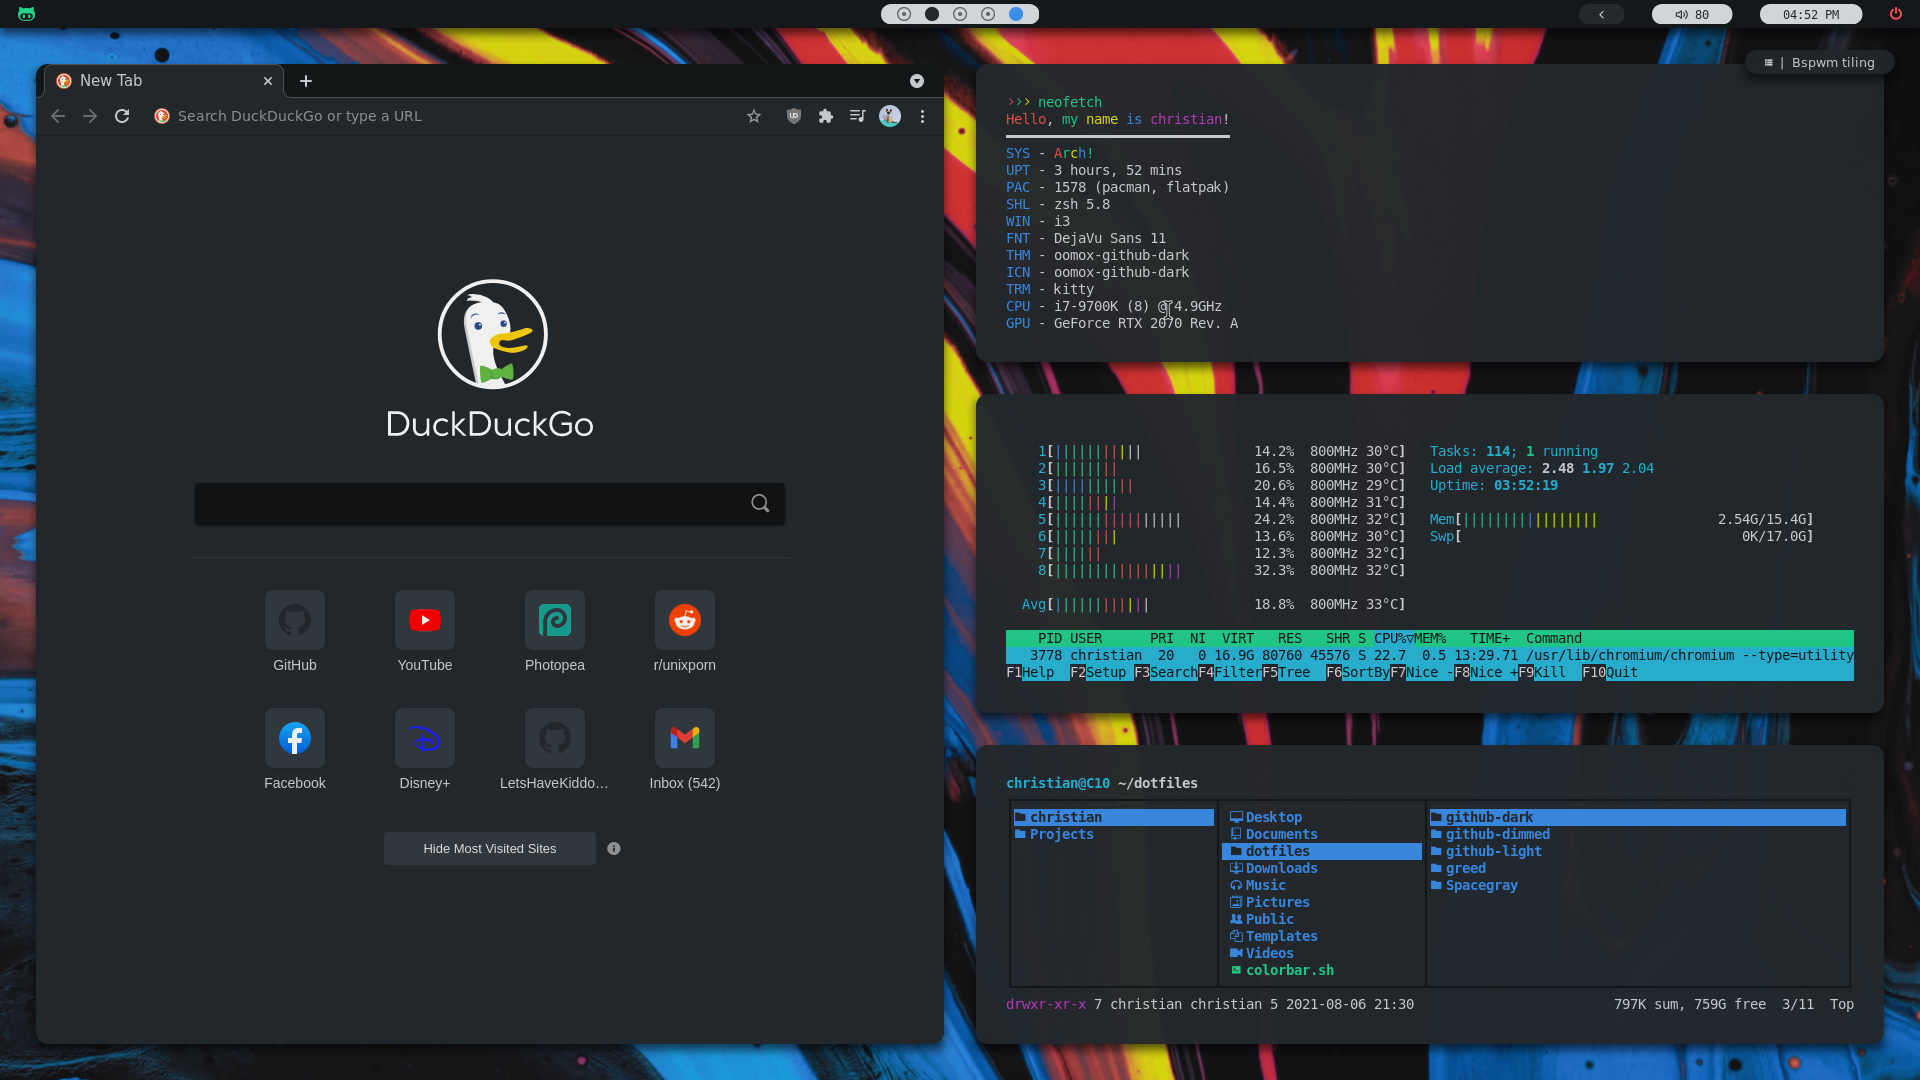 80
04:52 PM
| Bspwm tiling
New Tab
Search DuckDuckGo or type a URL
DuckDuckGo
GitHub
YouTube
Photopea
r/unixporn
Facebook
Disney+
LetsHaveKiddo…
Inbox (542)
Hide Most Visited Sites
››› neofetch
Hello, my name is christian!
SYS - Arch!
UPT - 3 hours, 52 mins
PAC - 1578 (pacman, flatpak)
SHL - zsh 5.8
WIN - i3
FNT - DejaVu Sans 11
THM - oomox-github-dark
ICN - oomox-github-dark
TRM - kitty
CPU - i7-9700K (8) @ 4.9GHz
GPU - GeForce RTX 2070 Rev. A
1[||||||||||| 14.2% 800MHz 30°C] Tasks: 114; 1 running
2[|||||||| 16.5% 800MHz 30°C] Load average: 2.48 1.97 2.04
3[|||||||||| 20.6% 800MHz 29°C] Uptime: 03:52:19
4[|||||||| 14.4% 800MHz 31°C]
5[|||||||||||||||| 24.2% 800MHz 32°C] Mem[||||||||||||||||| 2.54G/15.4G]
6[|||||||| 13.6% 800MHz 30°C] Swp[ 0K/17.0G]
7[|||||| 12.3% 800MHz 32°C]
8[|||||||||||||||| 32.3% 800MHz 32°C]
Avg[|||||||||||| 18.8% 800MHz 33°C]
PID USER PRI NI VIRT RES SHR S CPU%▽MEM% TIME+ Command
3778 christian 20 0 16.9G 80760 45576 S 22.7 0.5 13:29.71 /usr/lib/chromium/chromium --type=utility
F1Help F2Setup F3SearchF4FilterF5Tree F6SortByF7Nice -F8Nice +F9Kill F10Quit
christian@C10 ~/dotfiles
christian
Projects
Desktop
Documents
dotfiles
Downloads
Music
Pictures
Public
Templates
Videos
colorbar.sh
github-dark
github-dimmed
github-light
greed
Spacegray
drwxr-xr-x 7 christian christian 5 2021-08-06 21:30 797K sum, 759G free 3/11 Top